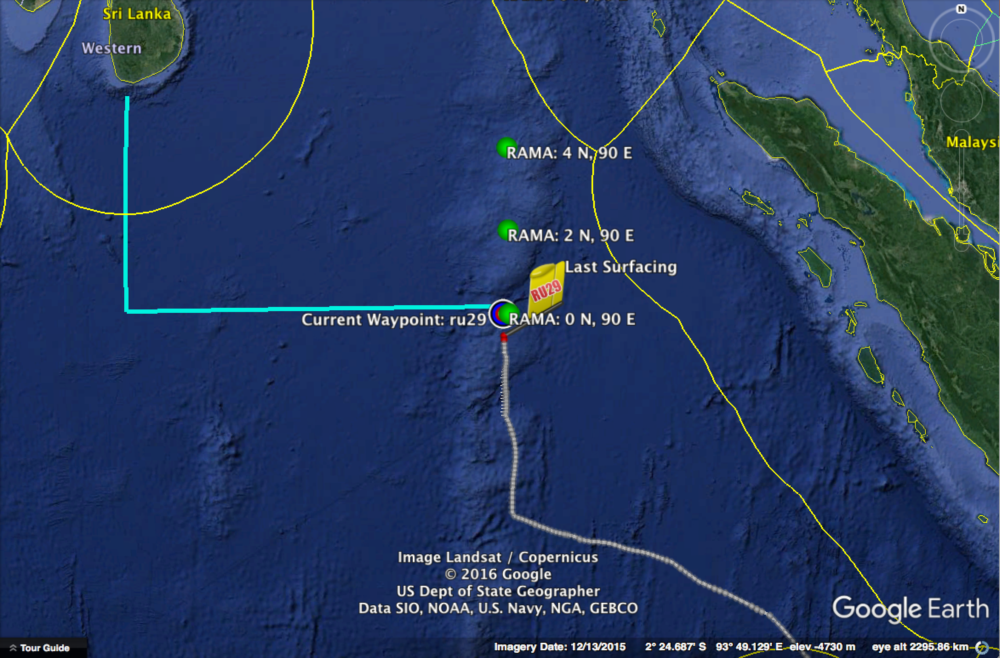 N
Sri Lanka
Western
Malaysi
RAMA: 4 N, 90 E
RAMA: 2 N, 90 E
Last Surfacing
RU29
Current Waypoint: ru29
RAMA: 0 N, 90 E
Image Landsat / Copernicus
© 2016 Google
US Dept of State Geographer
Data SIO, NOAA, U.S. Navy, NGA, GEBCO
Google Earth
Tour Guide
Imagery Date: 12/13/2015 2° 24.687' S 93° 49.129' E elev -4730 m eye alt 2295.86 km